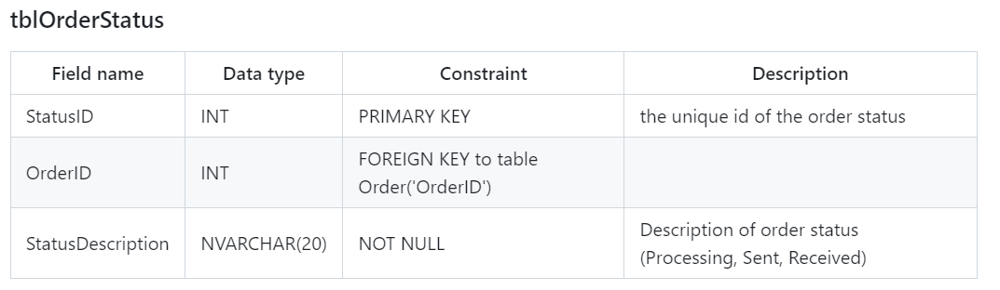 tblOrderStatus
Field name Data type Constraint Description
StatusID INT PRIMARY KEY the unique id of the order status
OrderID INT FOREIGN KEY to table
Order('OrderID')
StatusDescription NVARCHAR(20) NOT NULL Description of order status
(Processing, Sent, Received)